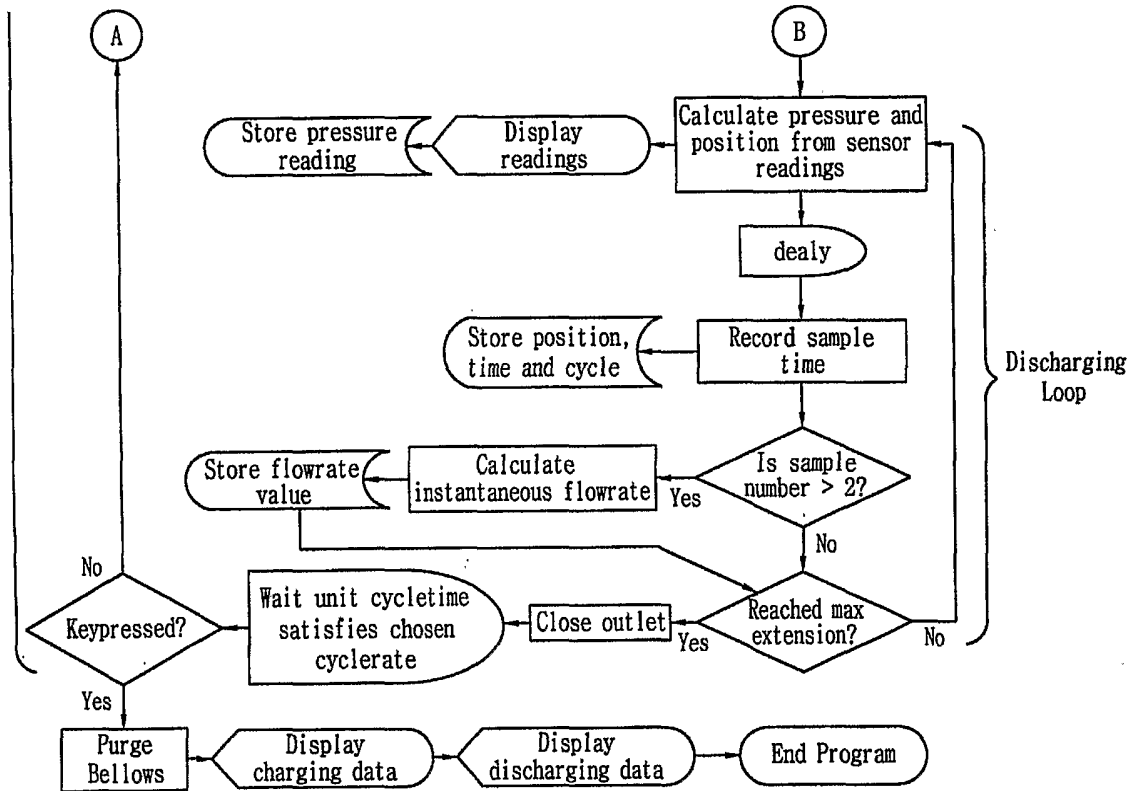 A
B
Store pressure
reading
Display
readings
Calculate pressure and
position from sensor
readings
dealy
Store position,
time and cycle
Record sample
time
Discharging
Loop
Store flowrate
value
Calculate
instantaneous flowrate
Yes
Is sample
number > 2?
No
No
Keypressed?
Wait unit cycletime
satisfies chosen
cyclerate
Close outlet
Yes
Reached max
extension?
No
Yes
Purge
Bellows
Display
charging data
Display
discharging data
End Program